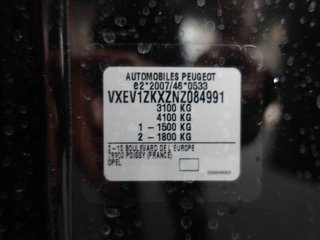 AUTOMOBILES PEUGEOT
e2*2007/46*0533
VXEV1ZKXZNZ084991
3100 KG
4100 KG
1 - 1500 KG
2 - 1800 KG
2-10 BOULEVARD DE L'EUROPE
78300 POISSY (FRANCE)
OPEL